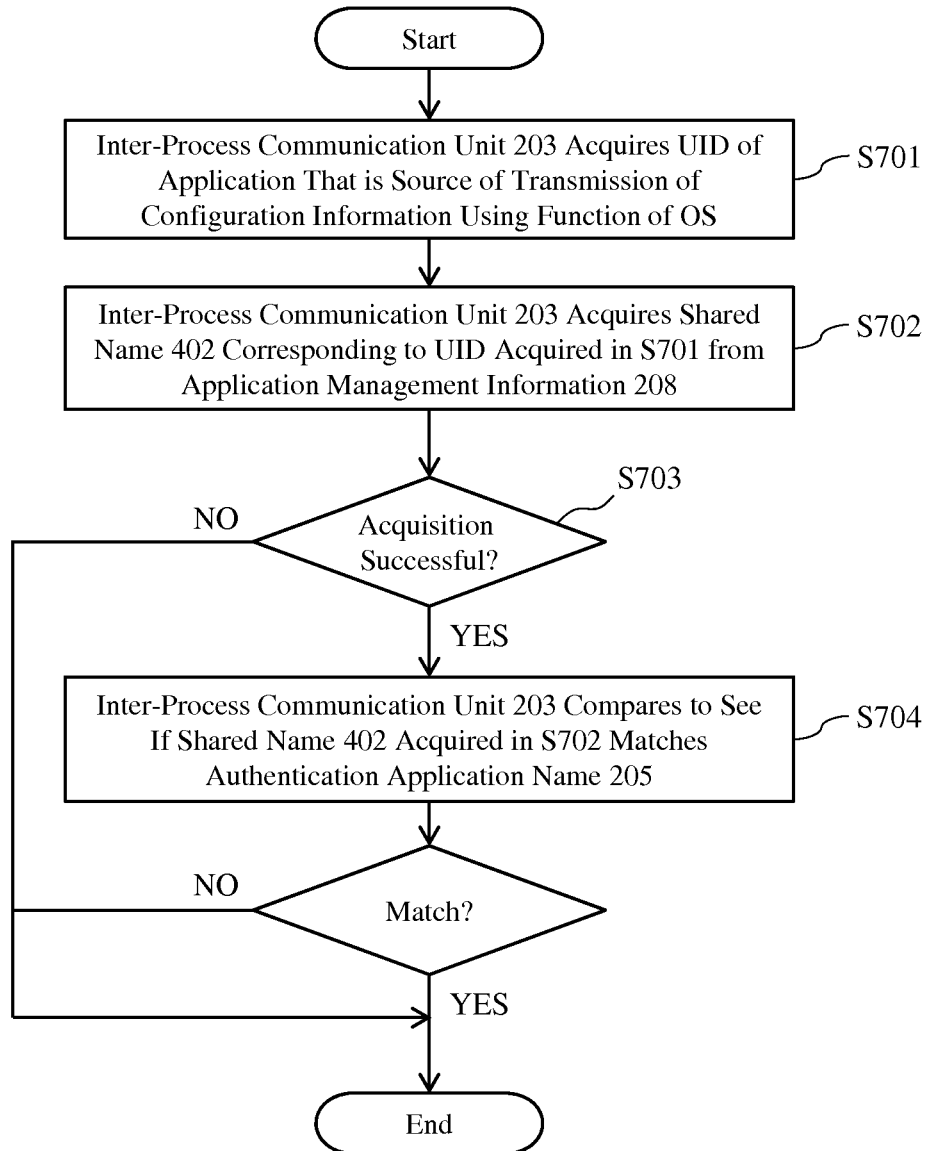 Start
Inter-Process Communication Unit 203 Acquires UID of
Application That is Source of Transmission of
Configuration Information Using Function of OS
S701
Inter-Process Communication Unit 203 Acquires Shared
Name 402 Corresponding to UID Acquired in S701 from
Application Management Information 208
S702
S703
NO
Acquisition
Successful?
YES
Inter-Process Communication Unit 203 Compares to See
If Shared Name 402 Acquired in S702 Matches
Authentication Application Name 205
S704
NO
Match?
YES
End